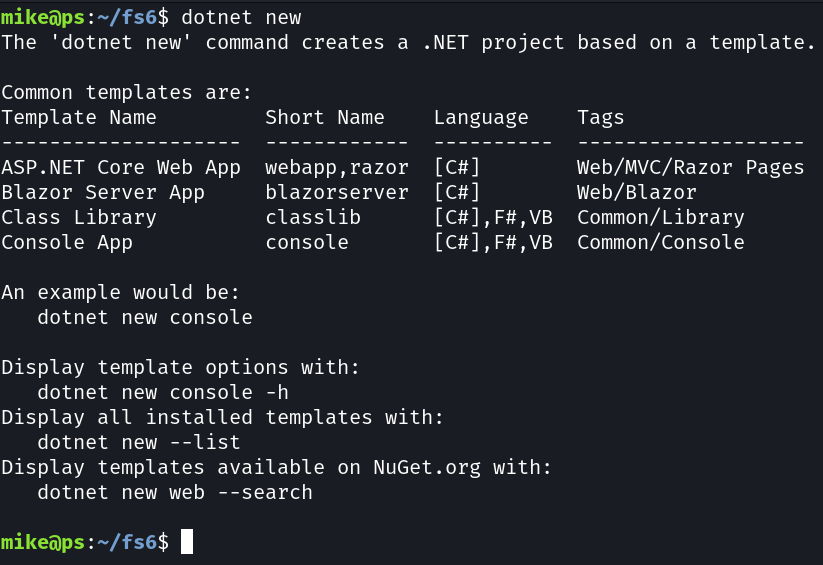 mike@ps:~/fs6$ dotnet new
The 'dotnet new' command creates a .NET project based on a template.

Common templates are:
Template Name         Short Name    Language    Tags
--------------------  ------------  ----------  -------------------
ASP.NET Core Web App  webapp,razor  [C#]        Web/MVC/Razor Pages
Blazor Server App     blazorserver  [C#]        Web/Blazor
Class Library         classlib      [C#],F#,VB  Common/Library
Console App           console       [C#],F#,VB  Common/Console

An example would be:
   dotnet new console

Display template options with:
   dotnet new console -h
Display all installed templates with:
   dotnet new --list
Display templates available on NuGet.org with:
   dotnet new web --search

mike@ps:~/fs6$